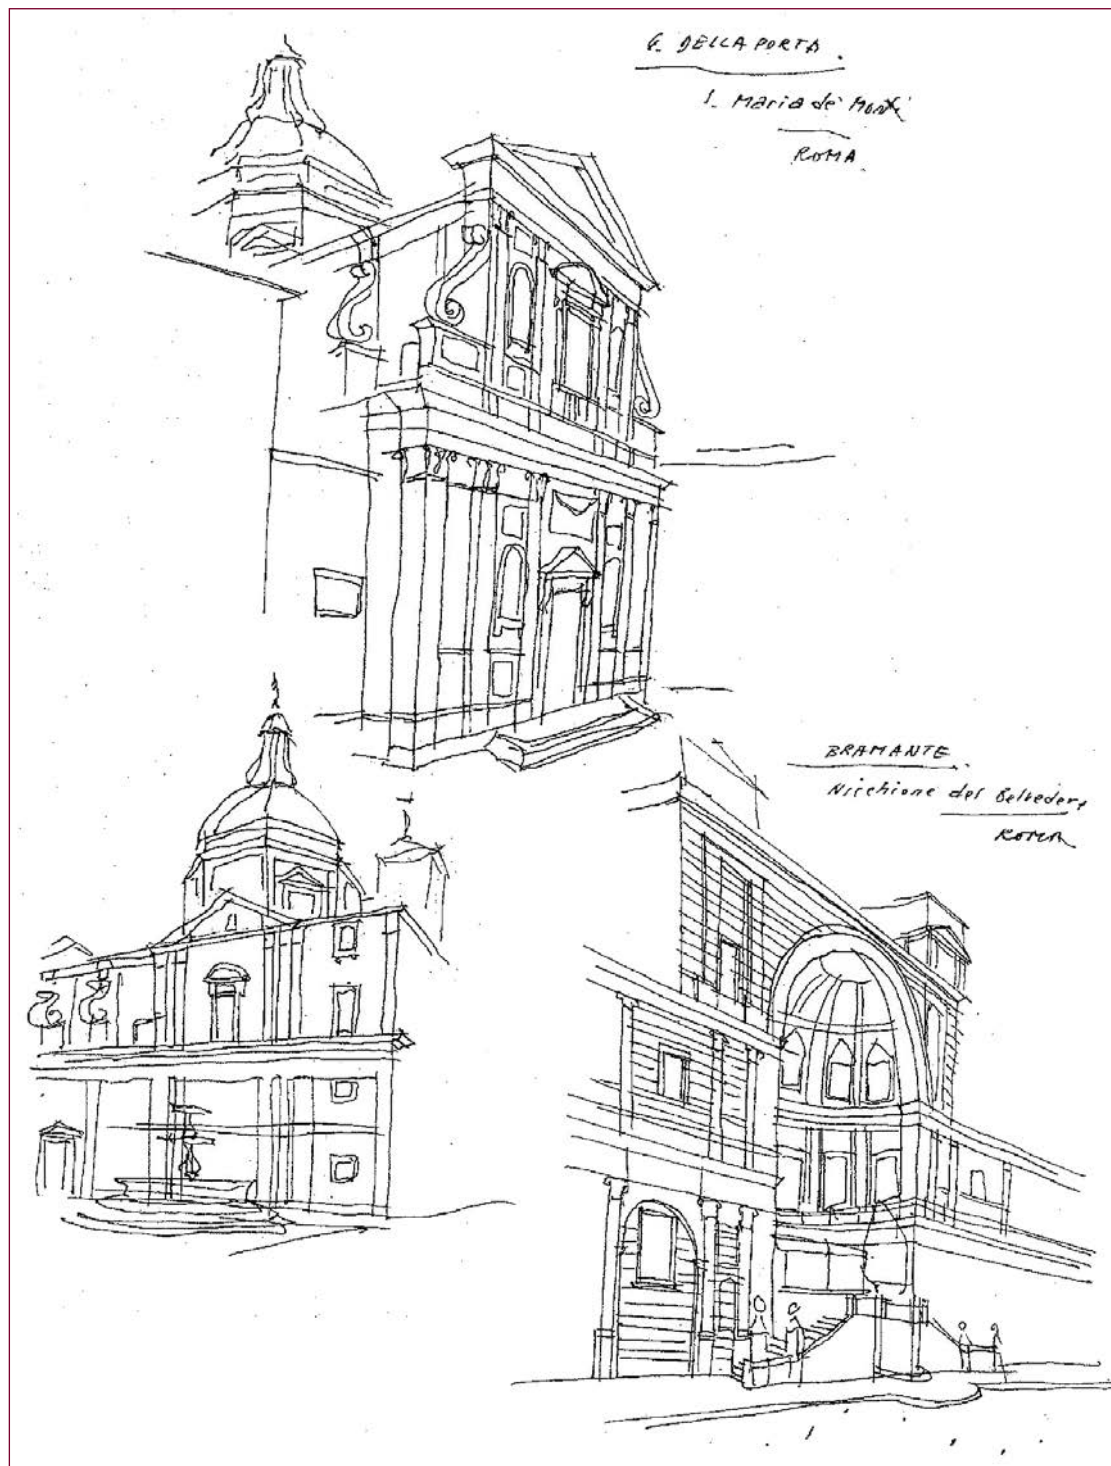 G. DELLA PORTA.
S. Maria de' Monti
ROMA
BRAMANTE
Nicchione del Belvedere
ROMA